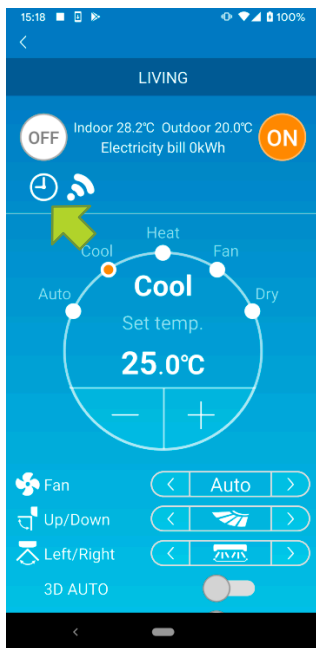 15:18 100%
LIVING
OFF
Indoor 28.2℃ Outdoor 20.0℃
Electricity bill 0kWh
ON
Heat
Cool Fan
Auto Dry
Cool
Set temp.
25.0℃
Fan Auto
Up/Down
Left/Right
3D AUTO